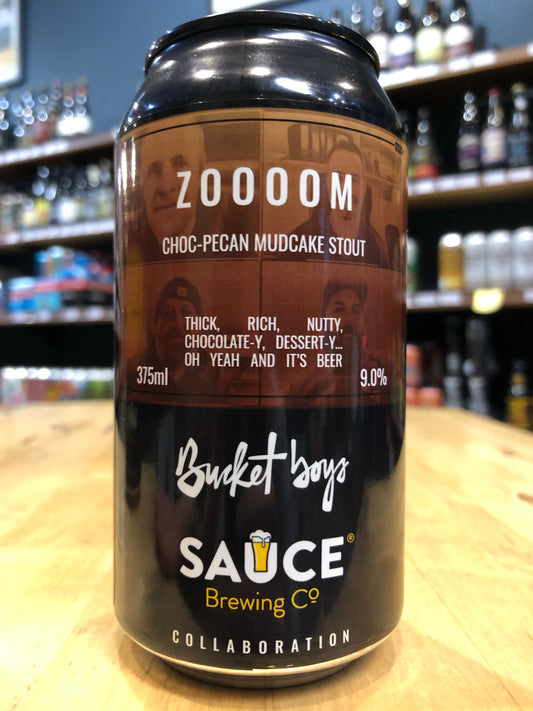 ZOOOOM
CHOC-PECAN MUDCAKE STOUT
THICK, RICH, NUTTY,
CHOCOLATE-Y, DESSERT-Y...
OH YEAH AND IT'S BEER
375ml 9.0%
Bucket boys
SAUCE®
Brewing Co
COLLABORATION